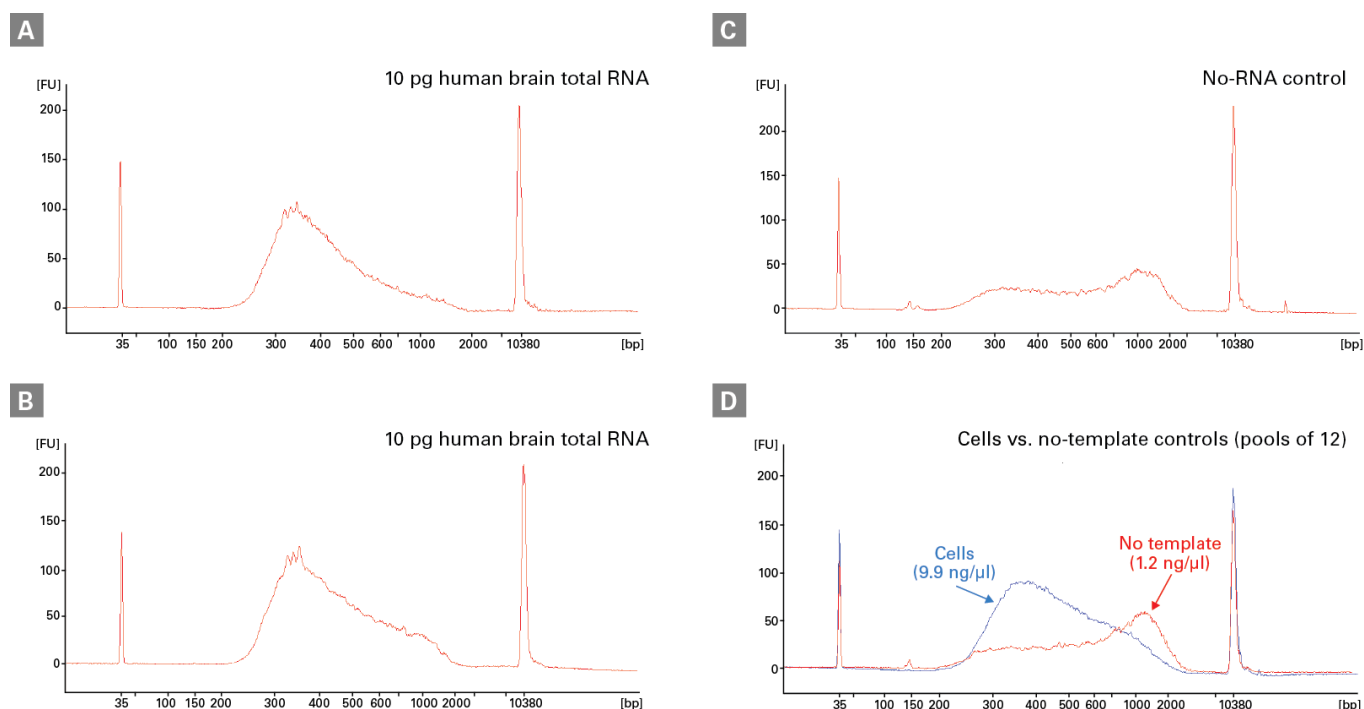 A
10 pg human brain total RNA
[FU]
200
150
100
50
0
35 100 150 200 300 400 500 600 1000 2000 10380 [bp]
B
10 pg human brain total RNA
[FU]
200
150
100
50
0
35 100 150 200 300 400 500 600 1000 2000 10380 [bp]
C
No-RNA control
[FU]
200
150
100
50
0
35 100 150 200 300 400 500 600 1000 2000 10380 [bp]
D
Cells vs. no-template controls (pools of 12)
[FU]
200
150
100
50
0
Cells
(9.9 ng/µl)
No template
(1.2 ng/µl)
35 100 150 200 300 400 500 600 1000 2000 10380 [bp]